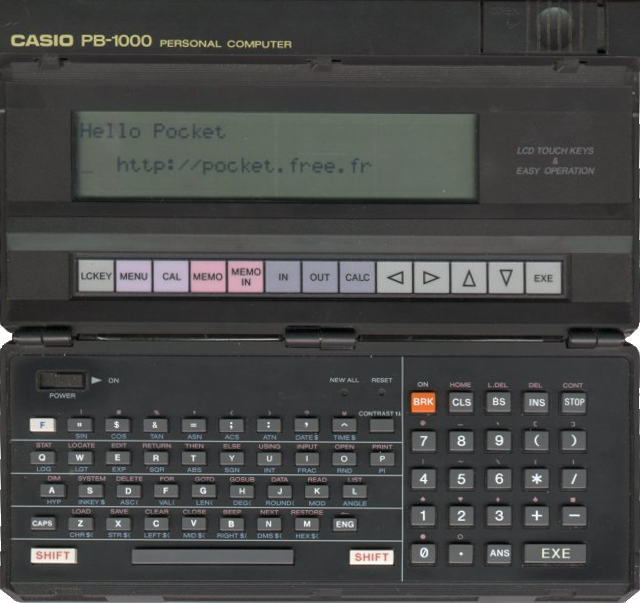 CASIO PB-1000 PERSONAL COMPUTER
Hello Pocket
_ http://pocket.free.fr
LCD TOUCH KEYS
&
EASY OPERATION
LCKEY MENU CAL MEMO MEMO IN IN OUT CALC EXE
ON
POWER
NEW ALL RESET
ON HOME L.DEL DEL CONT
BRK CLS BS INS STOP
CONTRAST
F " $ % = ( ) : , ^
SIN COS TAN ASN ACS ATN DATE$ TIME$
7 8 9 ( )
STAT LOCATE EDIT RETURN THEN ELSE USING INPUT OPEN PRINT
Q W E R T Y U I O P
LOG LGT EXP SQR ABS SGN INT FRAC RND PI
4 5 6 * /
DIM SYSTEM DELETE FOR GOTO GOSUB DATA READ LIST
A S D F G H J K L
HYP INKEY$ ASC( VAL( LEN( DEG( ROUND( MOD ANGLE
1 2 3 + −
LOAD SAVE CLEAR CLOSE BEEP NEXT RESTORE
CAPS Z X C V B N M ENG
CHR$( STR$( LEFT$( MID$( RIGHT$( DMS$( HEX$(
0 . ANS EXE
SHIFT SHIFT